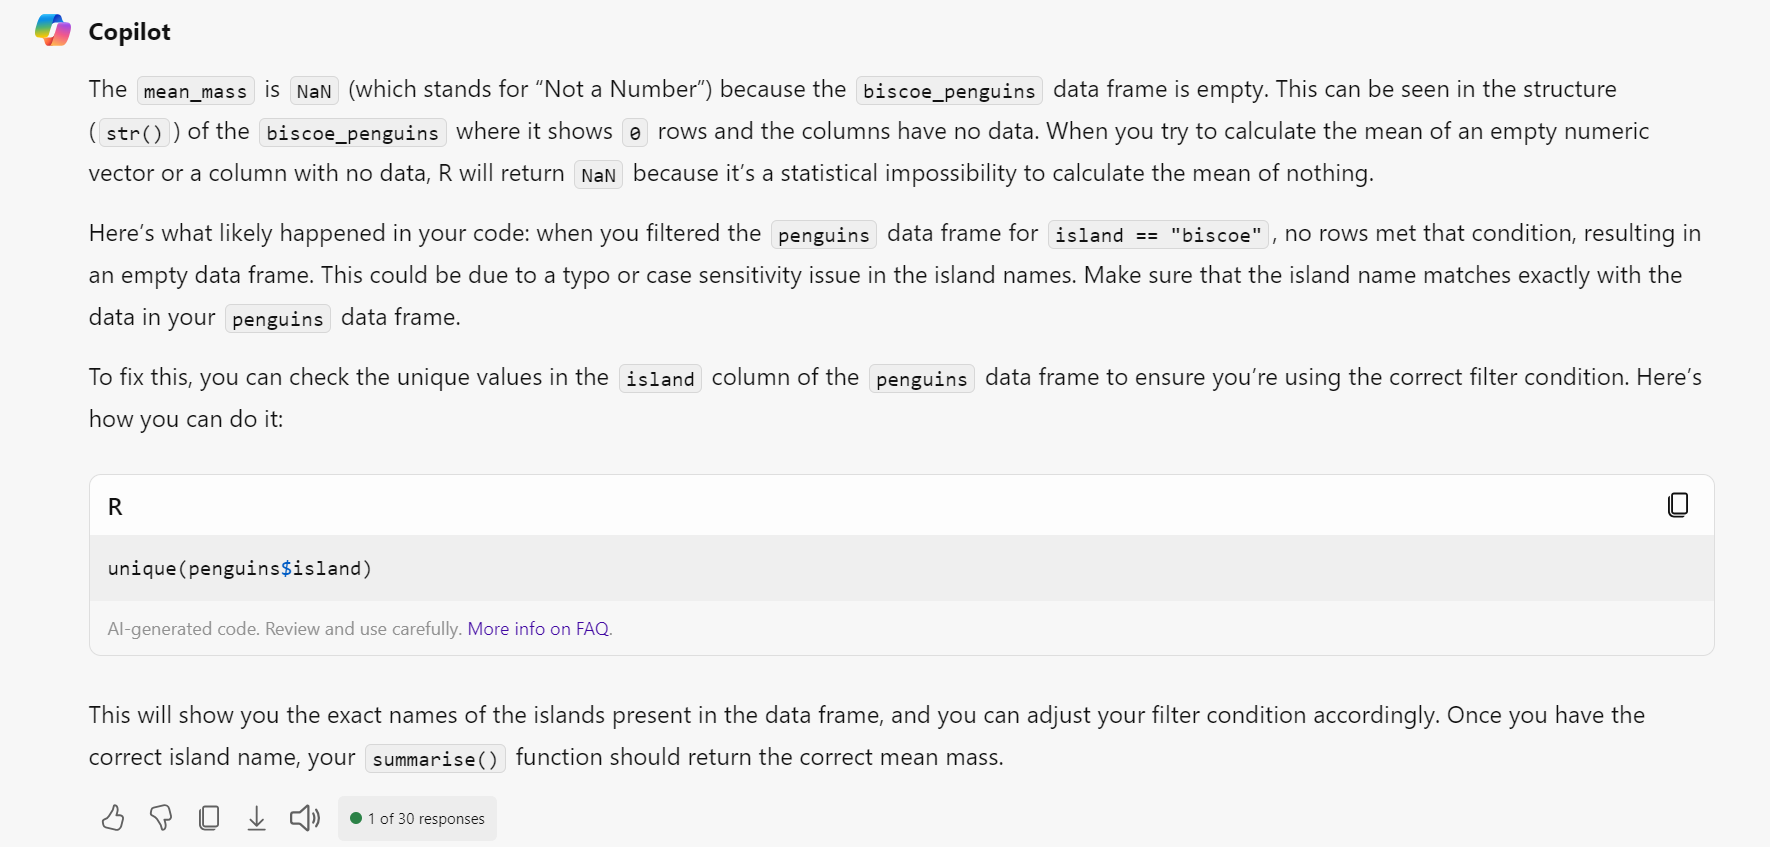 Copilot
The mean_mass is NaN (which stands for “Not a Number”) because the biscoe_penguins data frame is empty. This can be seen in the structure
(str()) of the biscoe_penguins where it shows 0 rows and the columns have no data. When you try to calculate the mean of an empty numeric
vector or a column with no data, R will return NaN because it’s a statistical impossibility to calculate the mean of nothing.
Here’s what likely happened in your code: when you filtered the penguins data frame for island == "biscoe", no rows met that condition, resulting in
an empty data frame. This could be due to a typo or case sensitivity issue in the island names. Make sure that the island name matches exactly with the
data in your penguins data frame.
To fix this, you can check the unique values in the island column of the penguins data frame to ensure you’re using the correct filter condition. Here’s
how you can do it:
R
unique(penguins$island)
AI-generated code. Review and use carefully. More info on FAQ.
This will show you the exact names of the islands present in the data frame, and you can adjust your filter condition accordingly. Once you have the
correct island name, your summarise() function should return the correct mean mass.
1 of 30 responses